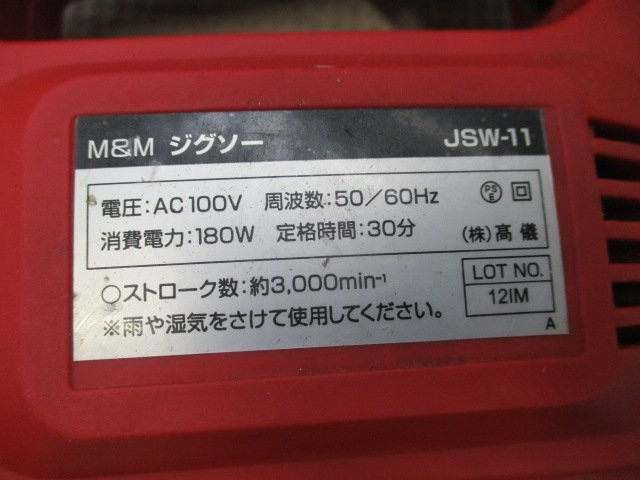 M&M ジグソー JSW-11
電圧:AC100V 周波数:50/60Hz
消費電力:180W 定格時間:30分 (株)髙儀
○ストローク数:約3,000min-1
※雨や湿気をさけて使用してください。
PS
E
LOT NO.
12IM
A